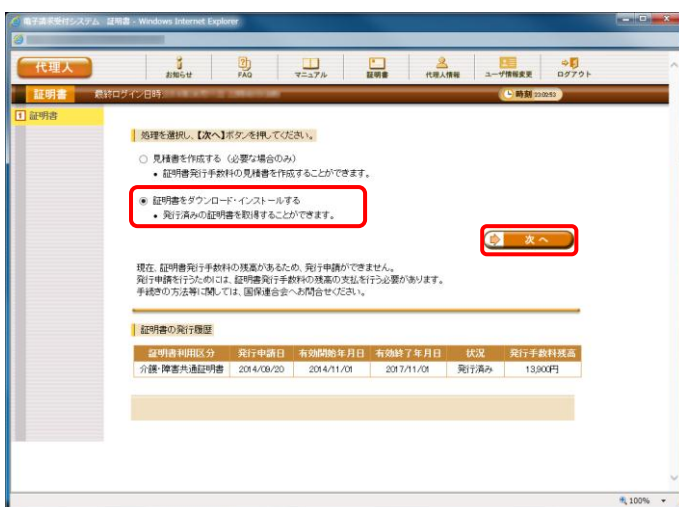 電子請求受付システム 証明書 - Windows Internet Explorer
代理人
お知らせ
FAQ
マニュアル
証明書
代理人情報
ユーザ情報変更
ログアウト
証明書 最終ログイン日時
時刻
1 証明書
処理を選択し、【次へ】ボタンを押してください。
見積書を作成する (必要な場合のみ)
• 証明書発行手数料の見積書を作成することができます。
証明書をダウンロード・インストールする
• 発行済みの証明書を取得することができます。
次 へ
現在、証明書発行手数料の残高があるため、発行申請ができません。
発行申請を行うためには、証明書発行手数料の残高の支払を行う必要があります。
手続きの方法等に関しては、国保連合会へお問合せください。
証明書の発行履歴
証明書利用区分 発行申請日 有効開始年月日 有効終了年月日 状況 発行手数料残高
介護・障害共通証明書 2014/09/20 2014/11/01 2017/11/01 発行済み 13,900円
100%